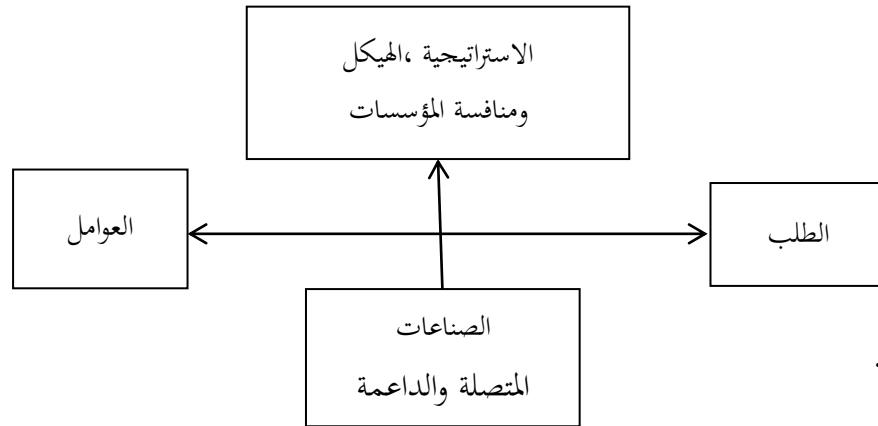 الاستراتيجية ،الهيكل
ومنافسة المؤسسات
الطلب
العوامل
الصناعات
المتصلة والداعمة
.